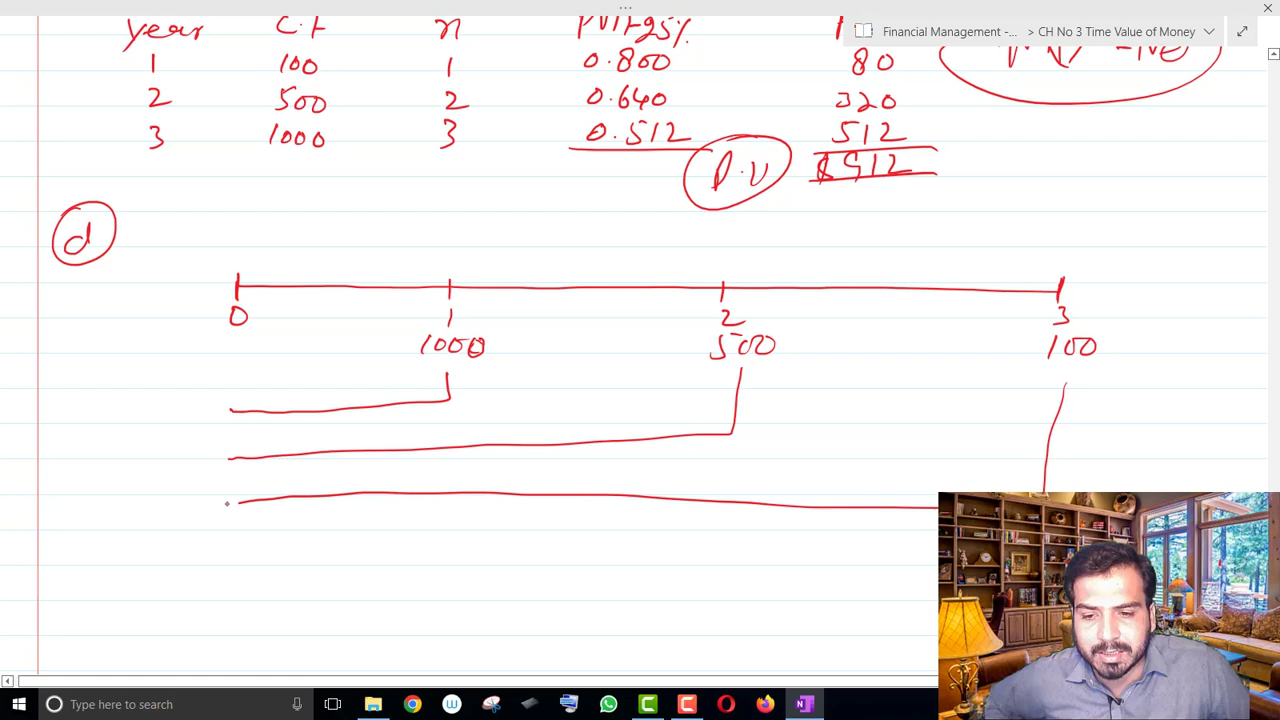 Financial Management -... > CH No 3 Time Value of Money
year C.F n PVIF 25%
1 100 1 0.800 80
2 500 2 0.640 320
3 1000 3 0.512 512
P.V $912
d
0 1 2 3
1000 500 100
Type here to search